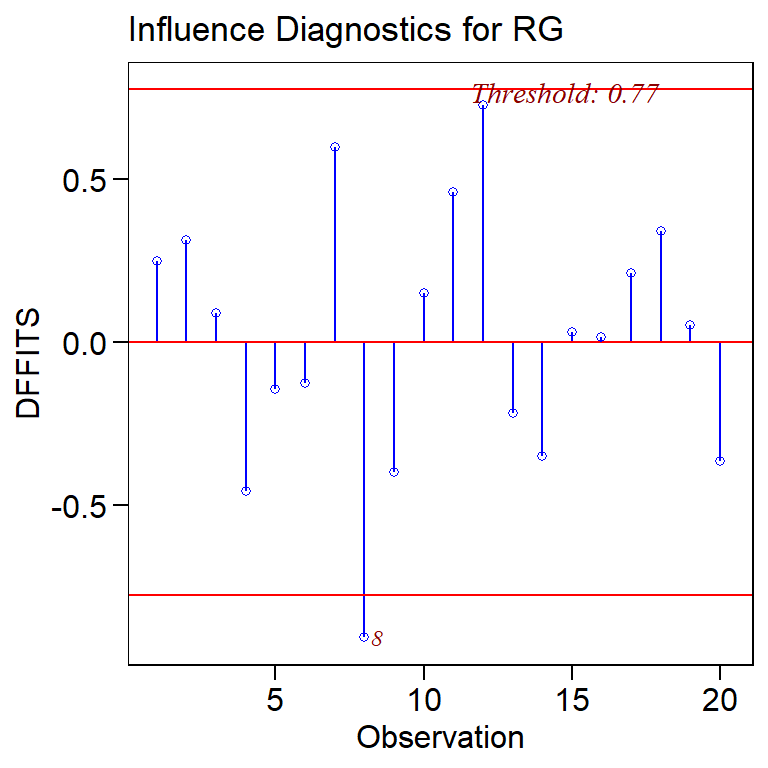 Influence Diagnostics for RG
Threshold: 0.77
0.5
0.0
-0.5
DFFITS
8
5
10
15
20
Observation